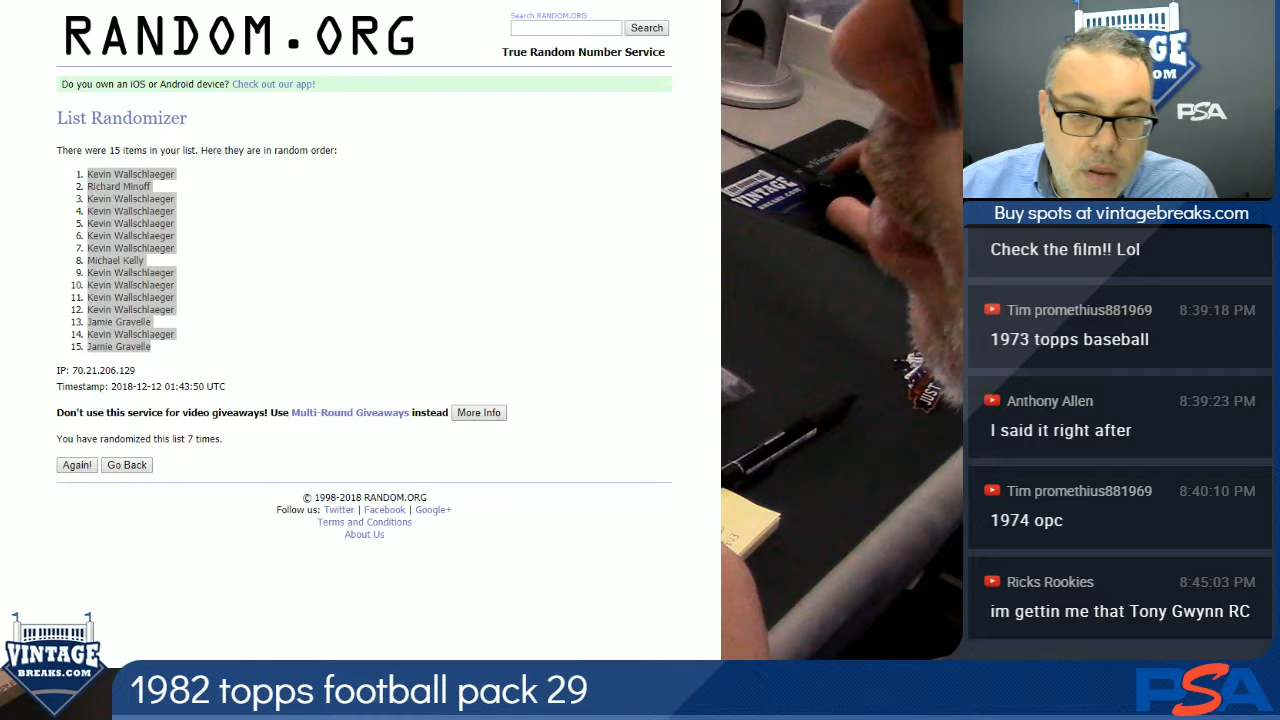 RANDOM.ORG
Search RANDOM.ORG
Search
True Random Number Service
Do you own an iOS or Android device? Check out our app!
List Randomizer
There were 15 items in your list. Here they are in random order:
1. Kevin Wallschlaeger
2. Richard Minoff
3. Kevin Wallschlaeger
4. Kevin Wallschlaeger
5. Kevin Wallschlaeger
6. Kevin Wallschlaeger
7. Kevin Wallschlaeger
8. Michael Kelly
9. Kevin Wallschlaeger
10. Kevin Wallschlaeger
11. Kevin Wallschlaeger
12. Kevin Wallschlaeger
13. Jamie Gravelle
14. Kevin Wallschlaeger
15. Jamie Gravelle
IP: 70.21.206.129
Timestamp: 2018-12-12 01:43:50 UTC
Don't use this service for video giveaways! Use Multi-Round Giveaways instead More Info
You have randomized this list 7 times.
Again! Go Back
© 1998-2018 RANDOM.ORG
Follow us: Twitter | Facebook | Google+
Terms and Conditions
About Us
VINTAGE
BREAKS.COM
JUST
PSA
Buy spots at vintagebreaks.com
Check the film!! Lol
Tim promethius881969 8:39:18 PM
1973 topps baseball
Anthony Allen 8:39:23 PM
I said it right after
Tim promethius881969 8:40:10 PM
1974 opc
Ricks Rookies 8:45:03 PM
im gettin me that Tony Gwynn RC
VINTAGE
BREAKS.COM
1982 topps football pack 29
PSA